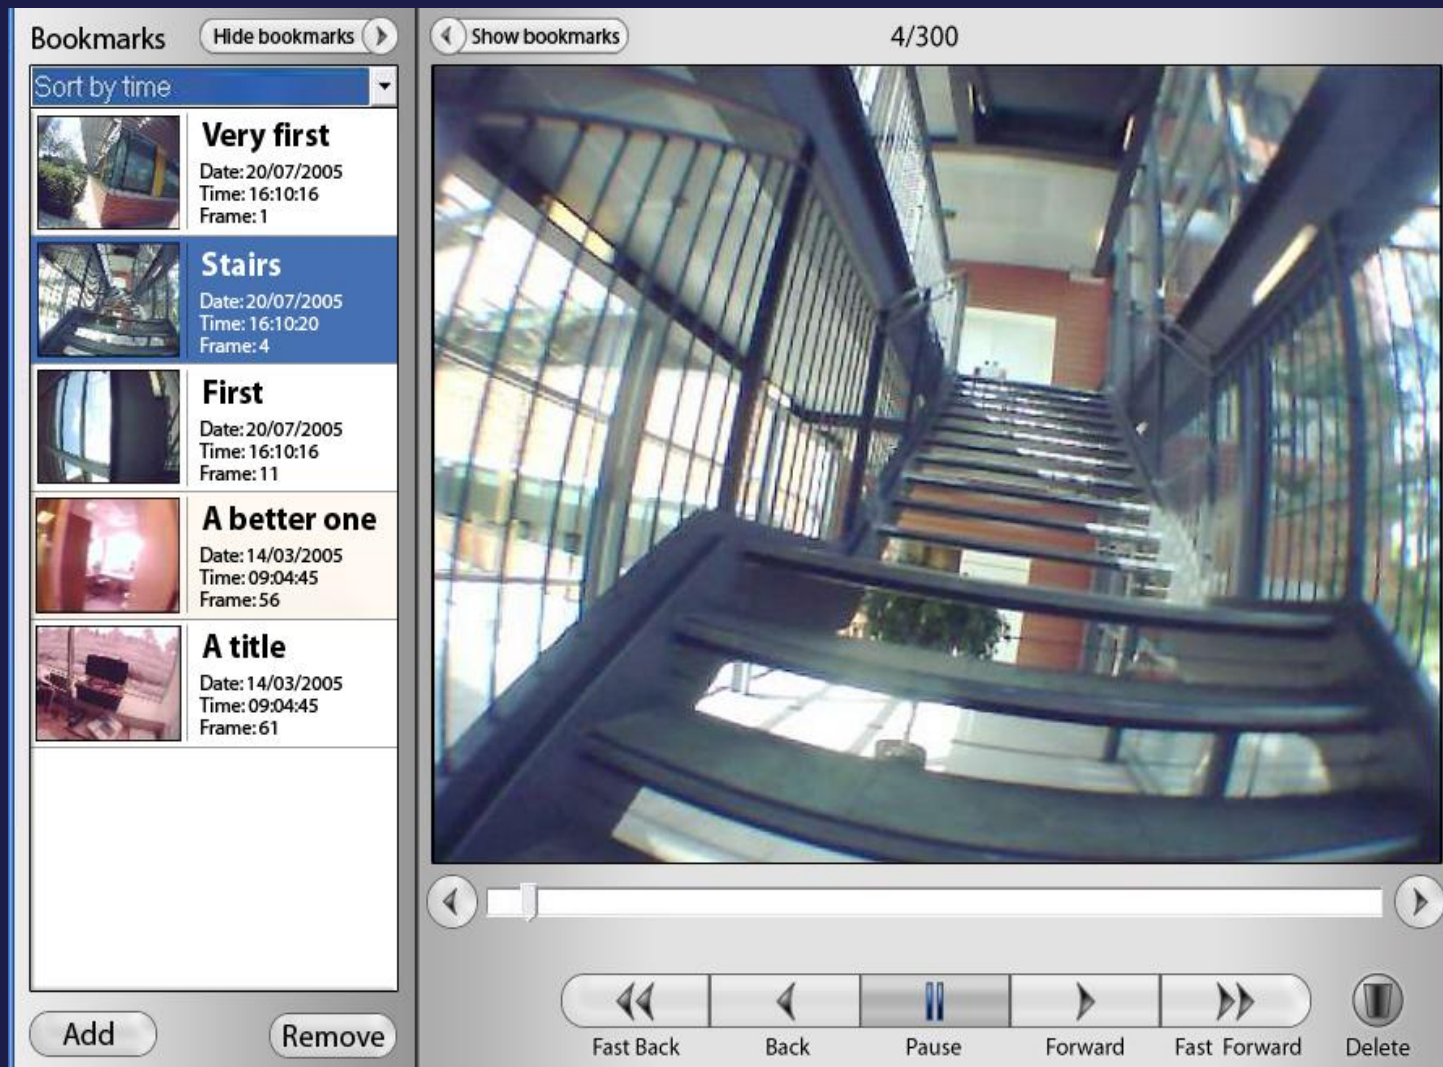 Bookmarks
Hide bookmarks
Sort by time
Very first
Date: 20/07/2005
Time: 16:10:16
Frame: 1
Stairs
Date: 20/07/2005
Time: 16:10:20
Frame: 4
First
Date: 20/07/2005
Time: 16:10:16
Frame: 11
A better one
Date: 14/03/2005
Time: 09:04:45
Frame: 56
A title
Date: 14/03/2005
Time: 09:04:45
Frame: 61
Add
Remove
Show bookmarks
4/300
Fast Back
Back
Pause
Forward
Fast Forward
Delete